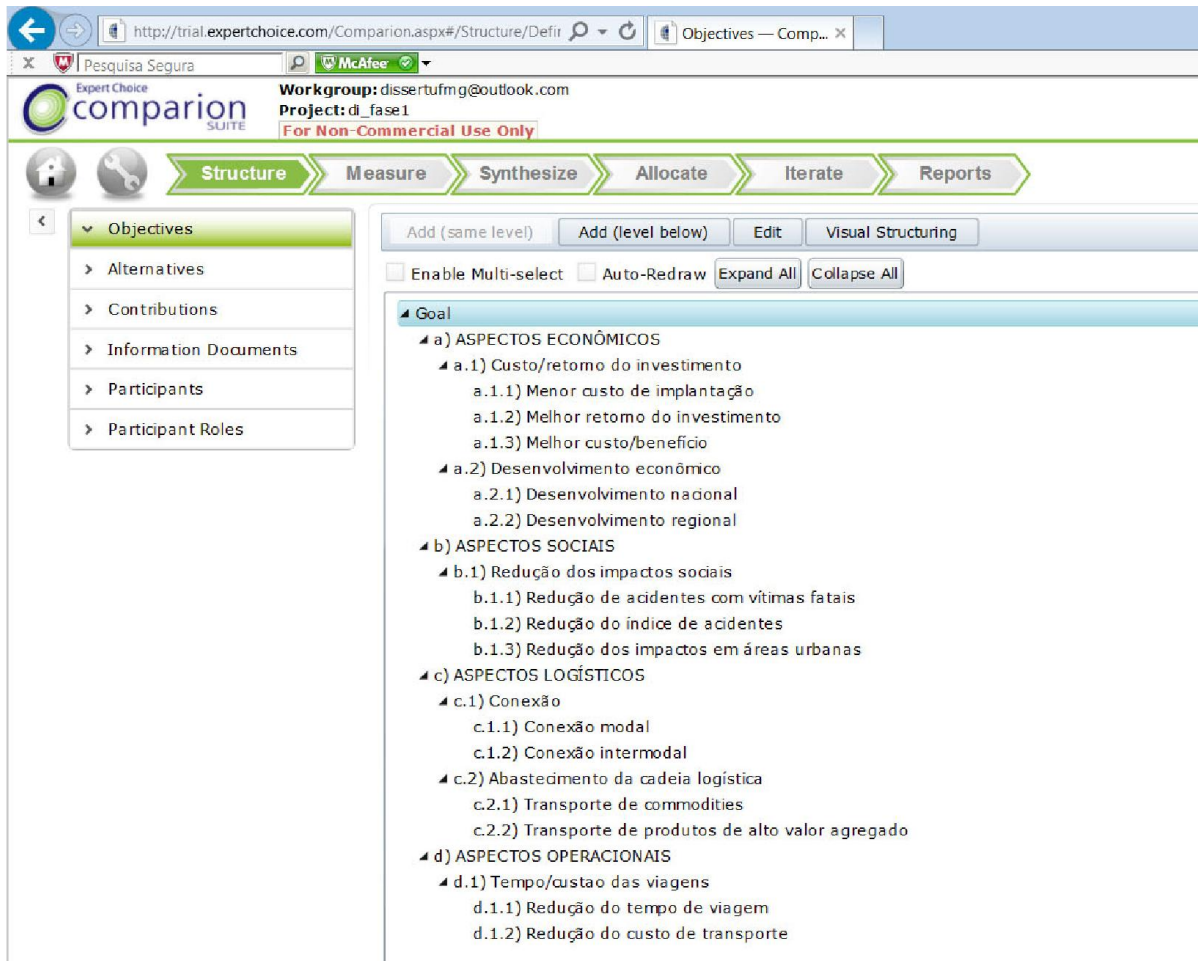 http://trial.expertchoice.com/Comparion.aspx#/Structure/Defir
Objectives — Comp... ×
X Pesquisa Segura McAfee
Expert Choice
comparion
SUITE
Workgroup: dissertufmg@outlook.com
Project: di_fase1
For Non-Commercial Use Only
Structure Measure Synthesize Allocate Iterate Reports
Objectives
Alternatives
Contributions
Information Documents
Participants
Participant Roles
Add (same level) Add (level below) Edit Visual Structuring
Enable Multi-select Auto-Redraw Expand All Collapse All
Goal
a) ASPECTOS ECONÔMICOS
a.1) Custo/retorno do investimento
a.1.1) Menor custo de implantação
a.1.2) Melhor retorno do investimento
a.1.3) Melhor custo/benefício
a.2) Desenvolvimento econômico
a.2.1) Desenvolvimento nacional
a.2.2) Desenvolvimento regional
b) ASPECTOS SOCIAIS
b.1) Redução dos impactos sociais
b.1.1) Redução de acidentes com vítimas fatais
b.1.2) Redução do índice de acidentes
b.1.3) Redução dos impactos em áreas urbanas
c) ASPECTOS LOGÍSTICOS
c.1) Conexão
c.1.1) Conexão modal
c.1.2) Conexão intermodal
c.2) Abastecimento da cadeia logística
c.2.1) Transporte de commodities
c.2.2) Transporte de produtos de alto valor agregado
d) ASPECTOS OPERACIONAIS
d.1) Tempo/custao das viagens
d.1.1) Redução do tempo de viagem
d.1.2) Redução do custo de transporte